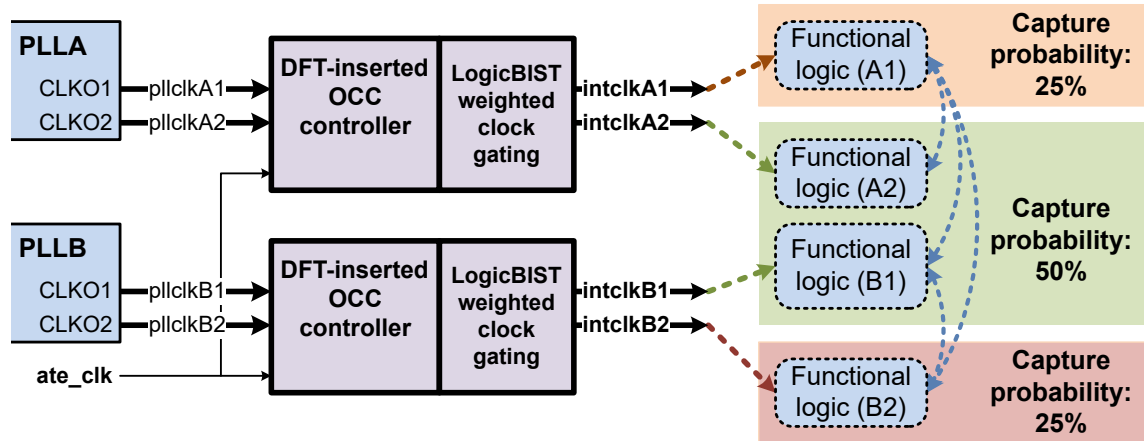 PLLA
CLKO1
CLKO2
pllclkA1
pllclkA2
DFT-inserted
OCC
controller
LogicBIST
weighted
clock
gating
intclkA1
intclkA2
Functional
logic (A1)
Capture
probability:
25%
Functional
logic (A2)
PLLB
CLKO1
CLKO2
pllclkB1
pllclkB2
ate_clk
DFT-inserted
OCC
controller
LogicBIST
weighted
clock
gating
intclkB1
intclkB2
Functional
logic (B1)
Capture
probability:
50%
Functional
logic (B2)
Capture
probability:
25%